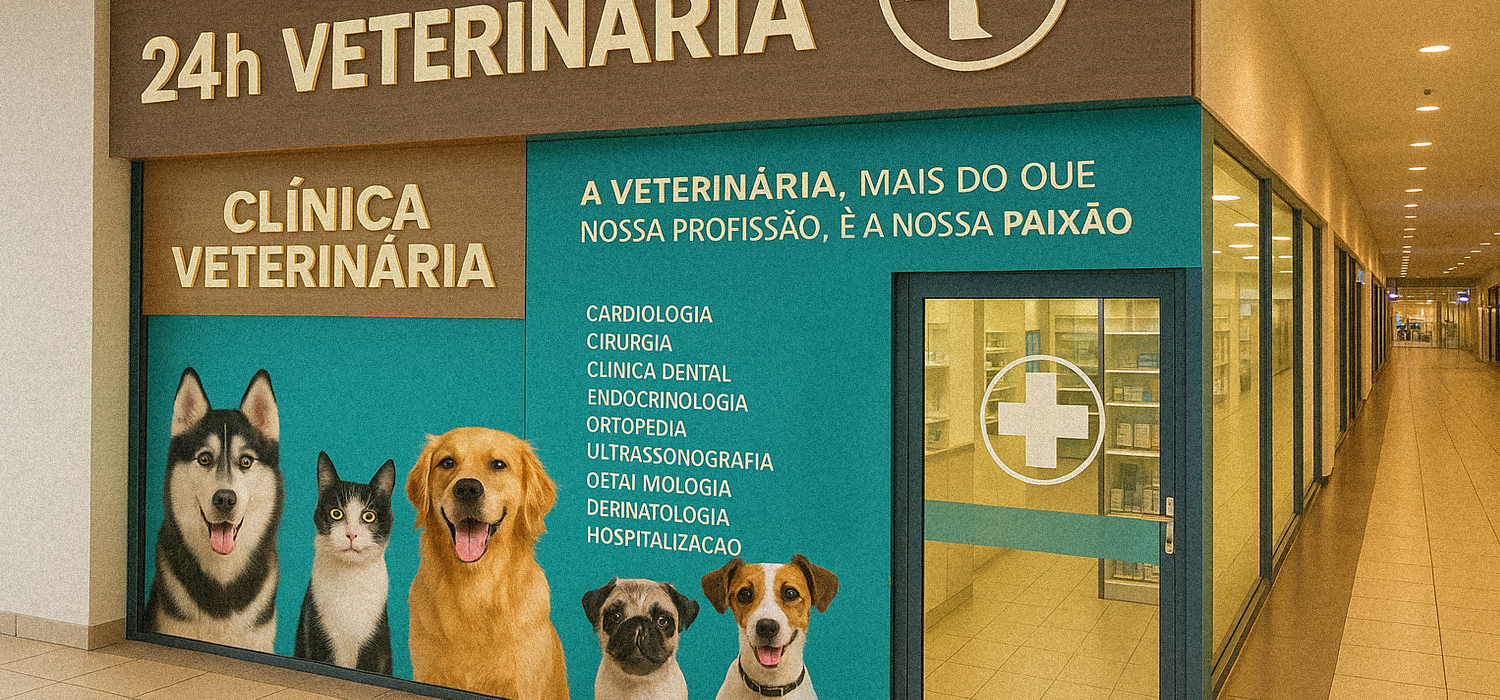 24h VETERINÁRIA
CLÍNICA
VETERINÁRIA
A VETERINÁRIA, MAIS DO OUE
NOSSA PROFISSÃO, È A NOSSA PAIXÃO
CARDIOLOGIA
CIRURGIA
CLINICA DENTAL
ENDOCRINOLOGIA
ORTOPEDIA
ULTRASSONOGRAFIA
OETAI MOLOGIA
DERINATOLOGIA
HOSPITALIZACAO